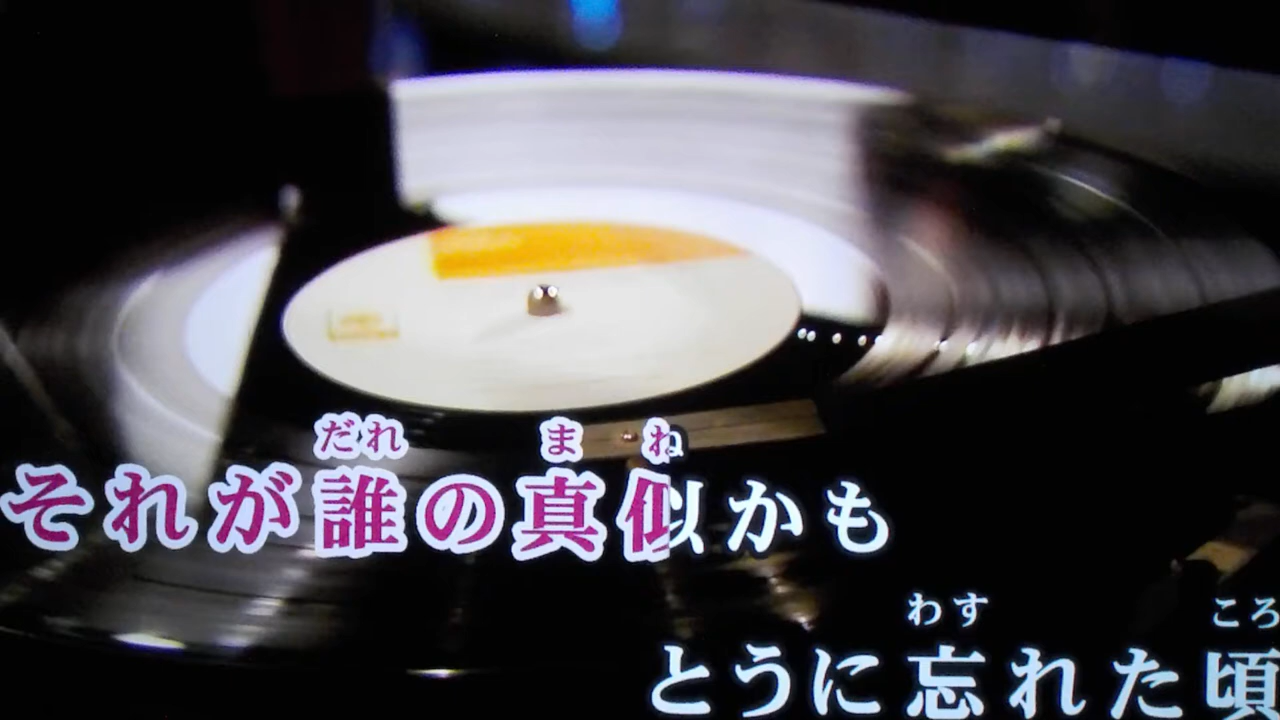 だれ ま ね
それが誰の真似かも
わす ころ
とうに忘れた頃